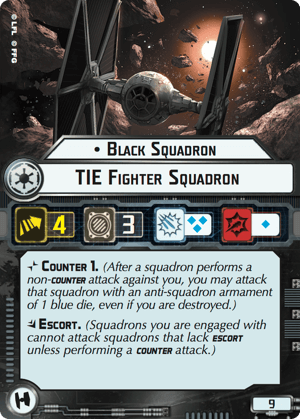 ©LFL ©FFG
• Black Squadron
TIE Fighter Squadron
4
3
Counter 1. (After a squadron performs a
non-counter attack against you, you may attack
that squadron with an anti-squadron armament
of 1 blue die, even if you are destroyed.)
Escort. (Squadrons you are engaged with
cannot attack squadrons that lack escort
unless performing a counter attack.)
9